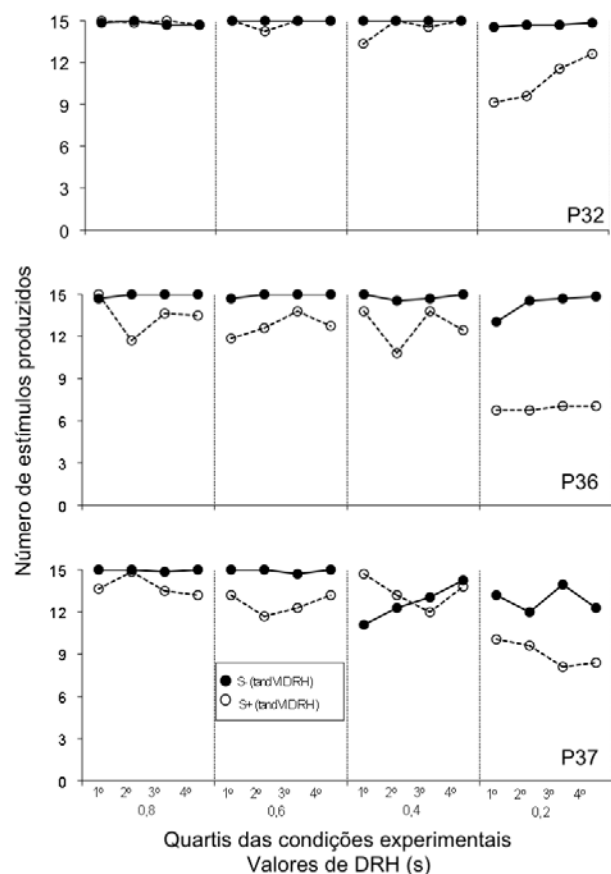 Número de estímulos produzidos
15
12
9
6
3
0
P32
15
12
9
6
3
0
P36
15
12
9
6
3
0
S- (tandVIDRH)
S+ (tandVIDRH)
P37
1º 2º 3º 4º 1º 2º 3º 4º 1º 2º 3º 4º 1º 2º 3º 4º
0,8 0,6 0,4 0,2
Quartis das condições experimentais
Valores de DRH (s)